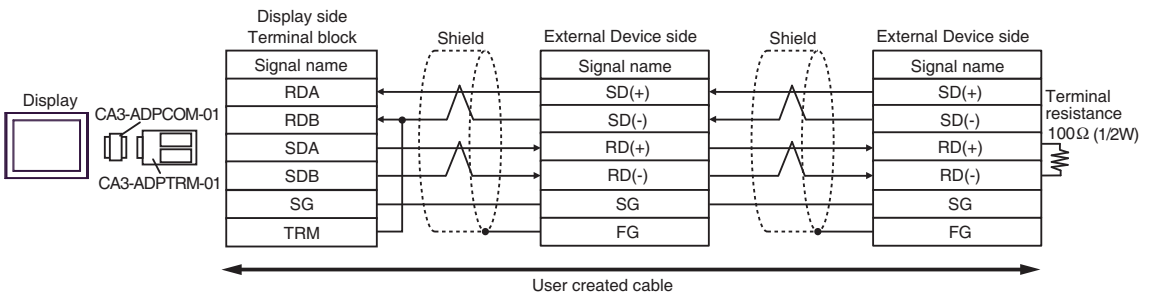 Display side
Terminal block
Shield
External Device side
Shield
External Device side
Signal name
Signal name
Signal name
RDA
SD(+)
SD(+)
Terminal
resistance
100Ω (1/2W)
Display
CA3-ADPCOM-01
RDB
SD(-)
SD(-)
SDA
RD(+)
RD(+)
CA3-ADPTRM-01
SDB
RD(-)
RD(-)
SG
SG
SG
TRM
FG
FG
User created cable